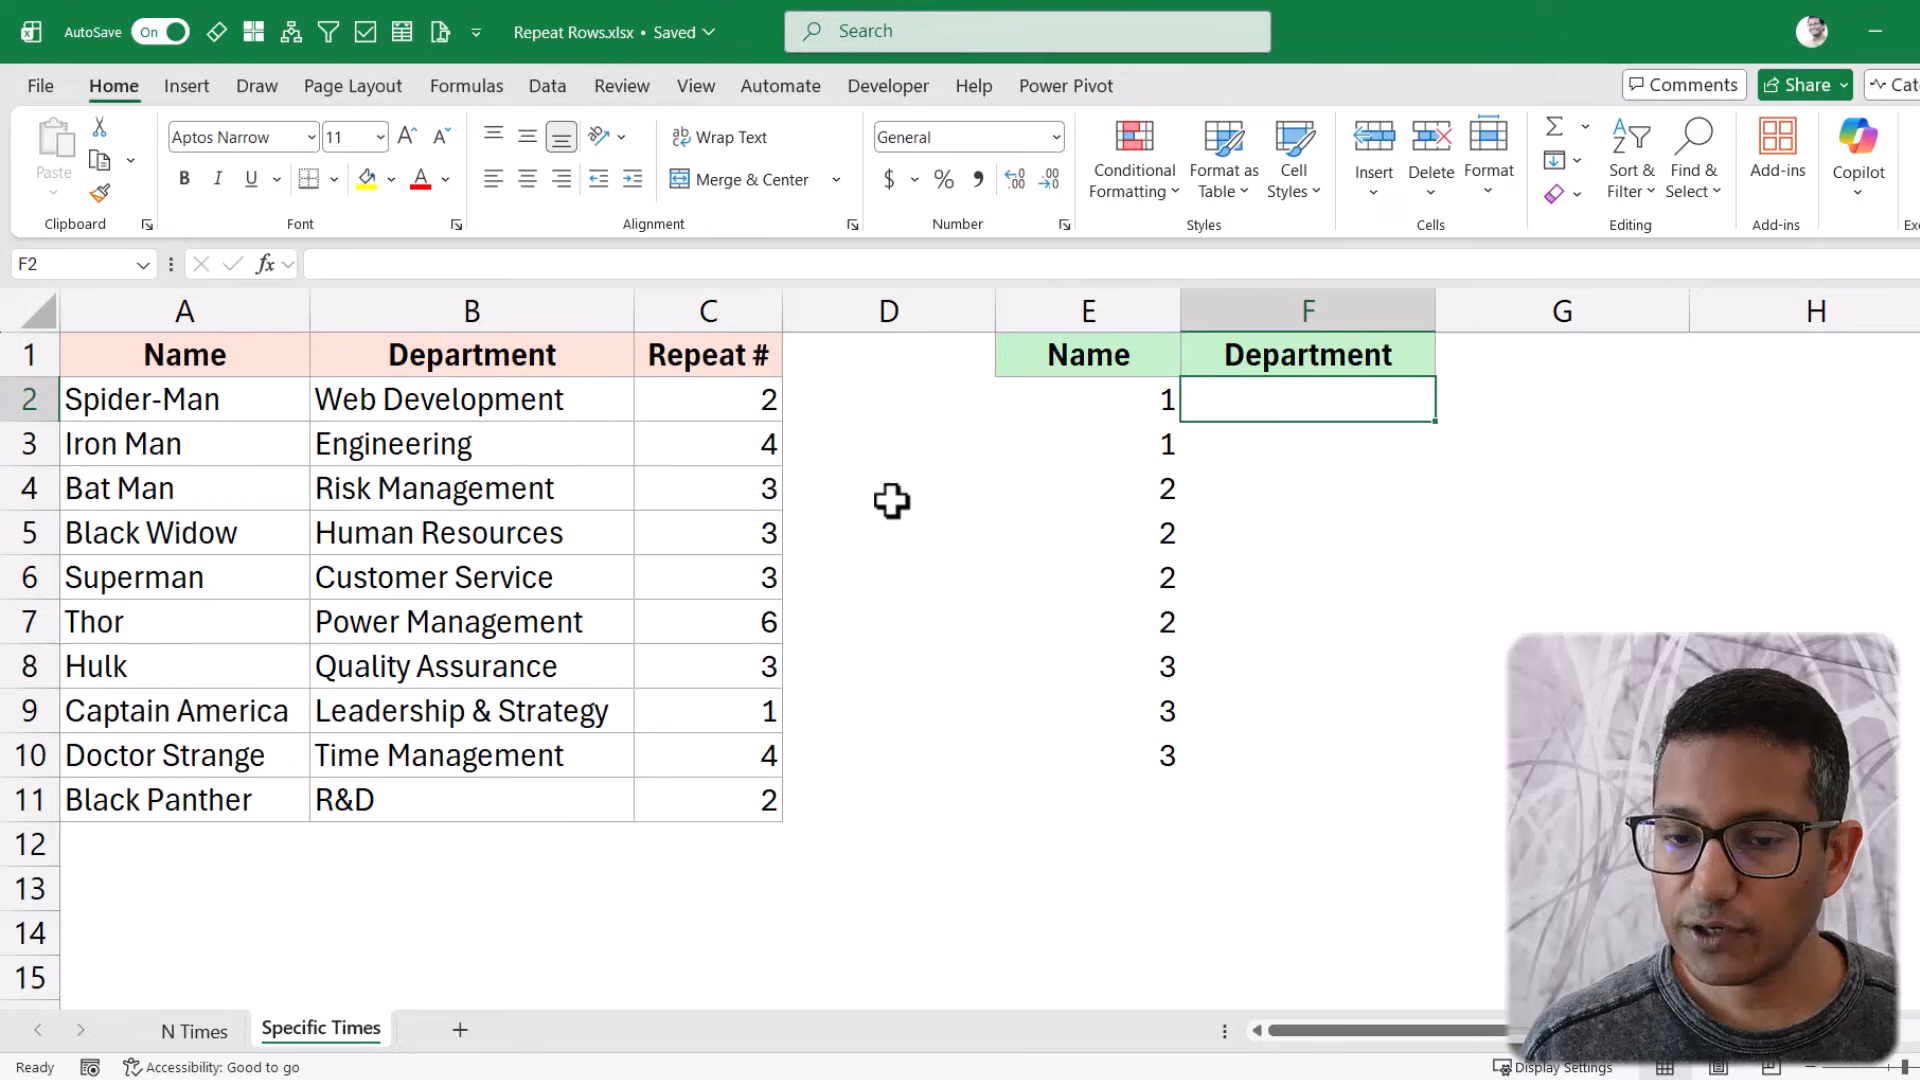 AutoSave On Repeat Rows.xlsx • Saved Search
File Home Insert Draw Page Layout Formulas Data Review View Automate Developer Help Power Pivot Comments Share
Paste Aptos Narrow 11 Wrap Text General Conditional Formatting Format as Table Cell Styles Insert Delete Format Sort & Filter Find & Select Add-ins Copilot
B I U A Merge & Center $ %
Clipboard Font Alignment Number Styles Cells Editing Add-ins
F2 fx
A B C D E F G H
1 Name Department Repeat # Name Department
2 Spider-Man Web Development 2 1
3 Iron Man Engineering 4 1
4 Bat Man Risk Management 3 2
5 Black Widow Human Resources 3 2
6 Superman Customer Service 3 2
7 Thor Power Management 6 2
8 Hulk Quality Assurance 3 3
9 Captain America Leadership & Strategy 1 3
10 Doctor Strange Time Management 4 3
11 Black Panther R&D 2
12
13
14
15
N Times Specific Times
Ready Accessibility: Good to go Display Settings